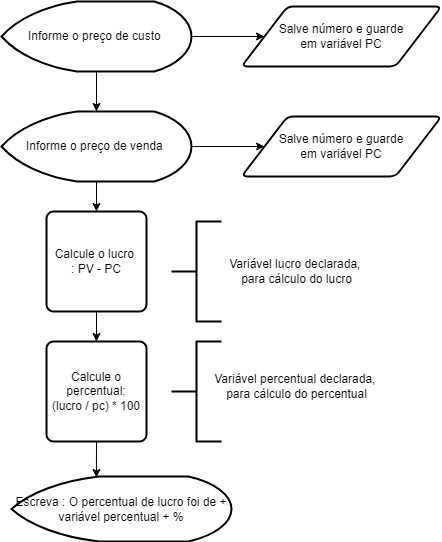 Informe o preço de custo
Salve número e guarde
em variável PC
Informe o preço de venda
Salve número e guarde
em variável PC
Calcule o lucro
: PV - PC
Variável lucro declarada,
para cálculo do lucro
Calcule o
percentual:
(lucro / pc) * 100
Variável percentual declarada,
para cálculo do percentual
Escreva : O percentual de lucro foi de +
variável percentual + %